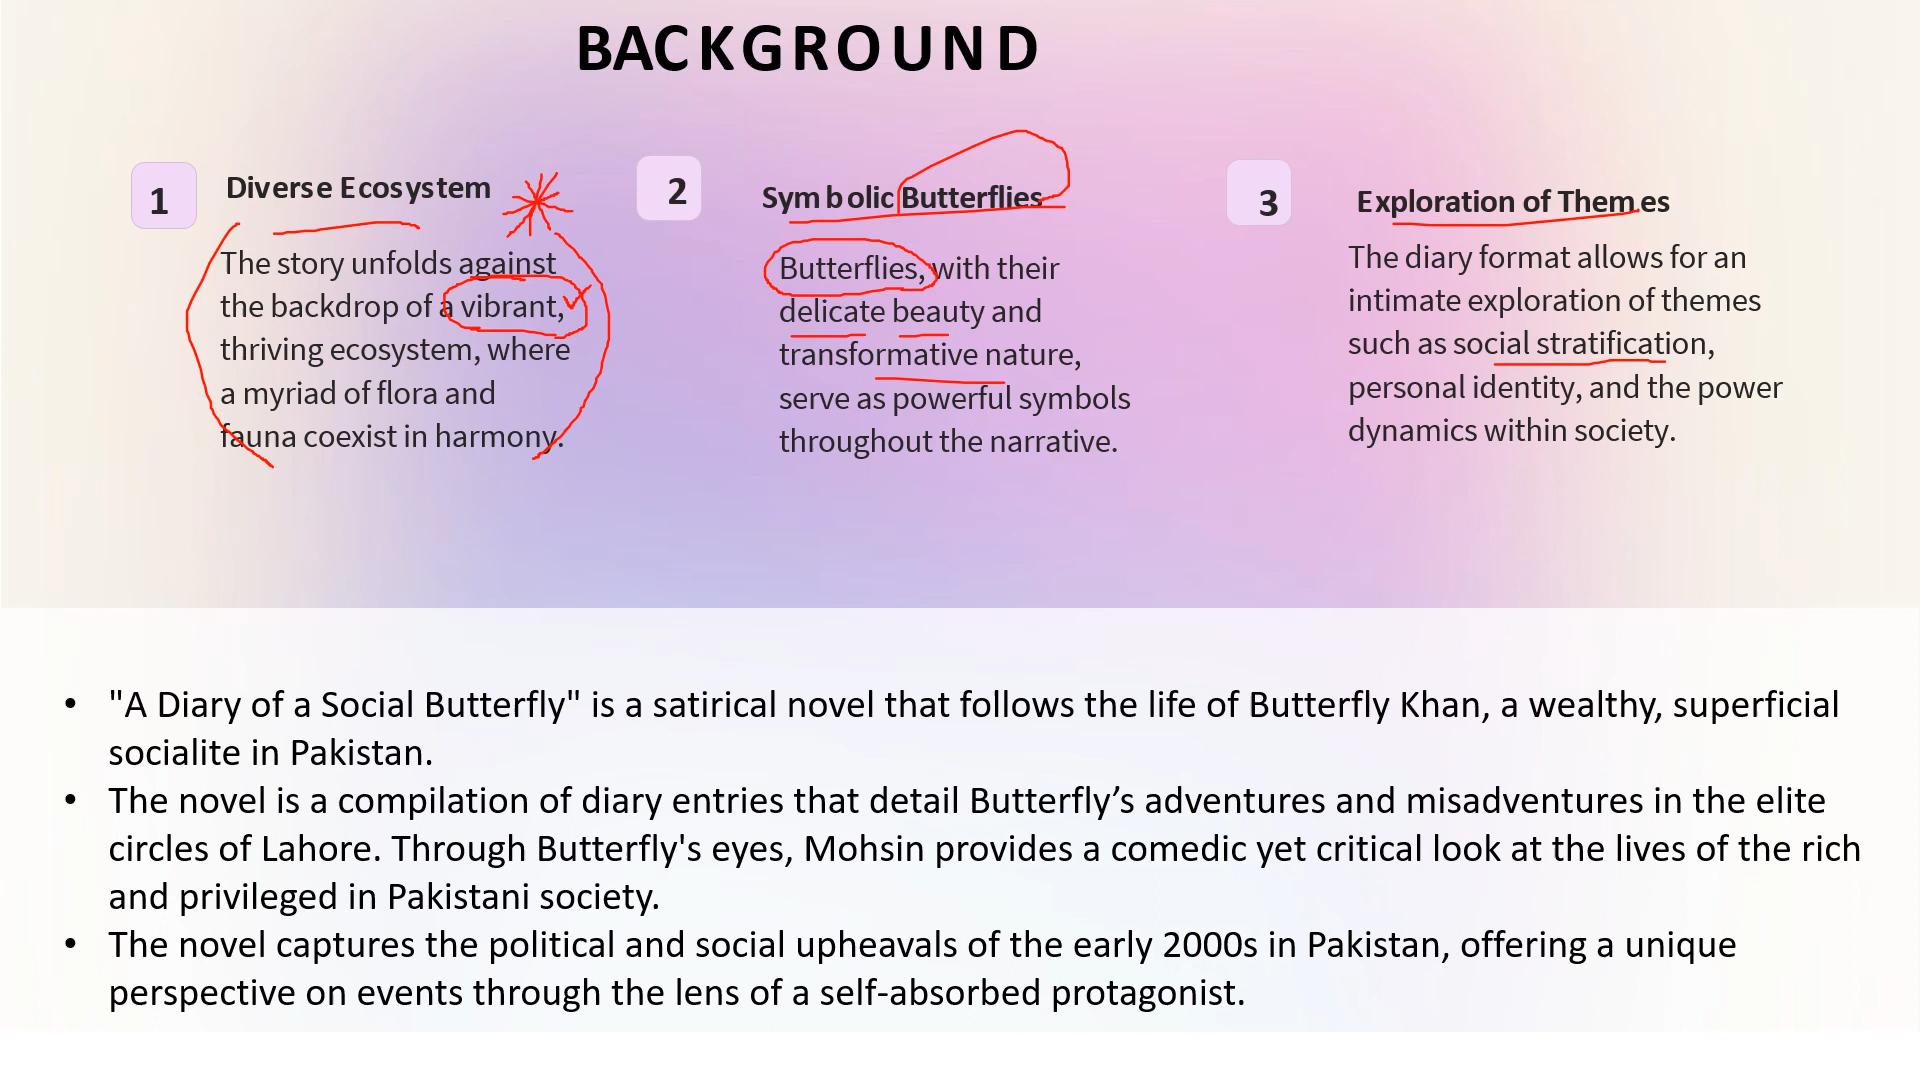 BACKGROUND
1
Diverse Ecosystem
The story unfolds against
the backdrop of a vibrant,
thriving ecosystem, where
a myriad of flora and
fauna coexist in harmony.
2
Symbolic Butterflies
Butterflies, with their
delicate beauty and
transformative nature,
serve as powerful symbols
throughout the narrative.
3
Exploration of Themes
The diary format allows for an
intimate exploration of themes
such as social stratification,
personal identity, and the power
dynamics within society.
• "A Diary of a Social Butterfly" is a satirical novel that follows the life of Butterfly Khan, a wealthy, superficial
socialite in Pakistan.
• The novel is a compilation of diary entries that detail Butterfly’s adventures and misadventures in the elite
circles of Lahore. Through Butterfly's eyes, Mohsin provides a comedic yet critical look at the lives of the rich
and privileged in Pakistani society.
• The novel captures the political and social upheavals of the early 2000s in Pakistan, offering a unique
perspective on events through the lens of a self-absorbed protagonist.